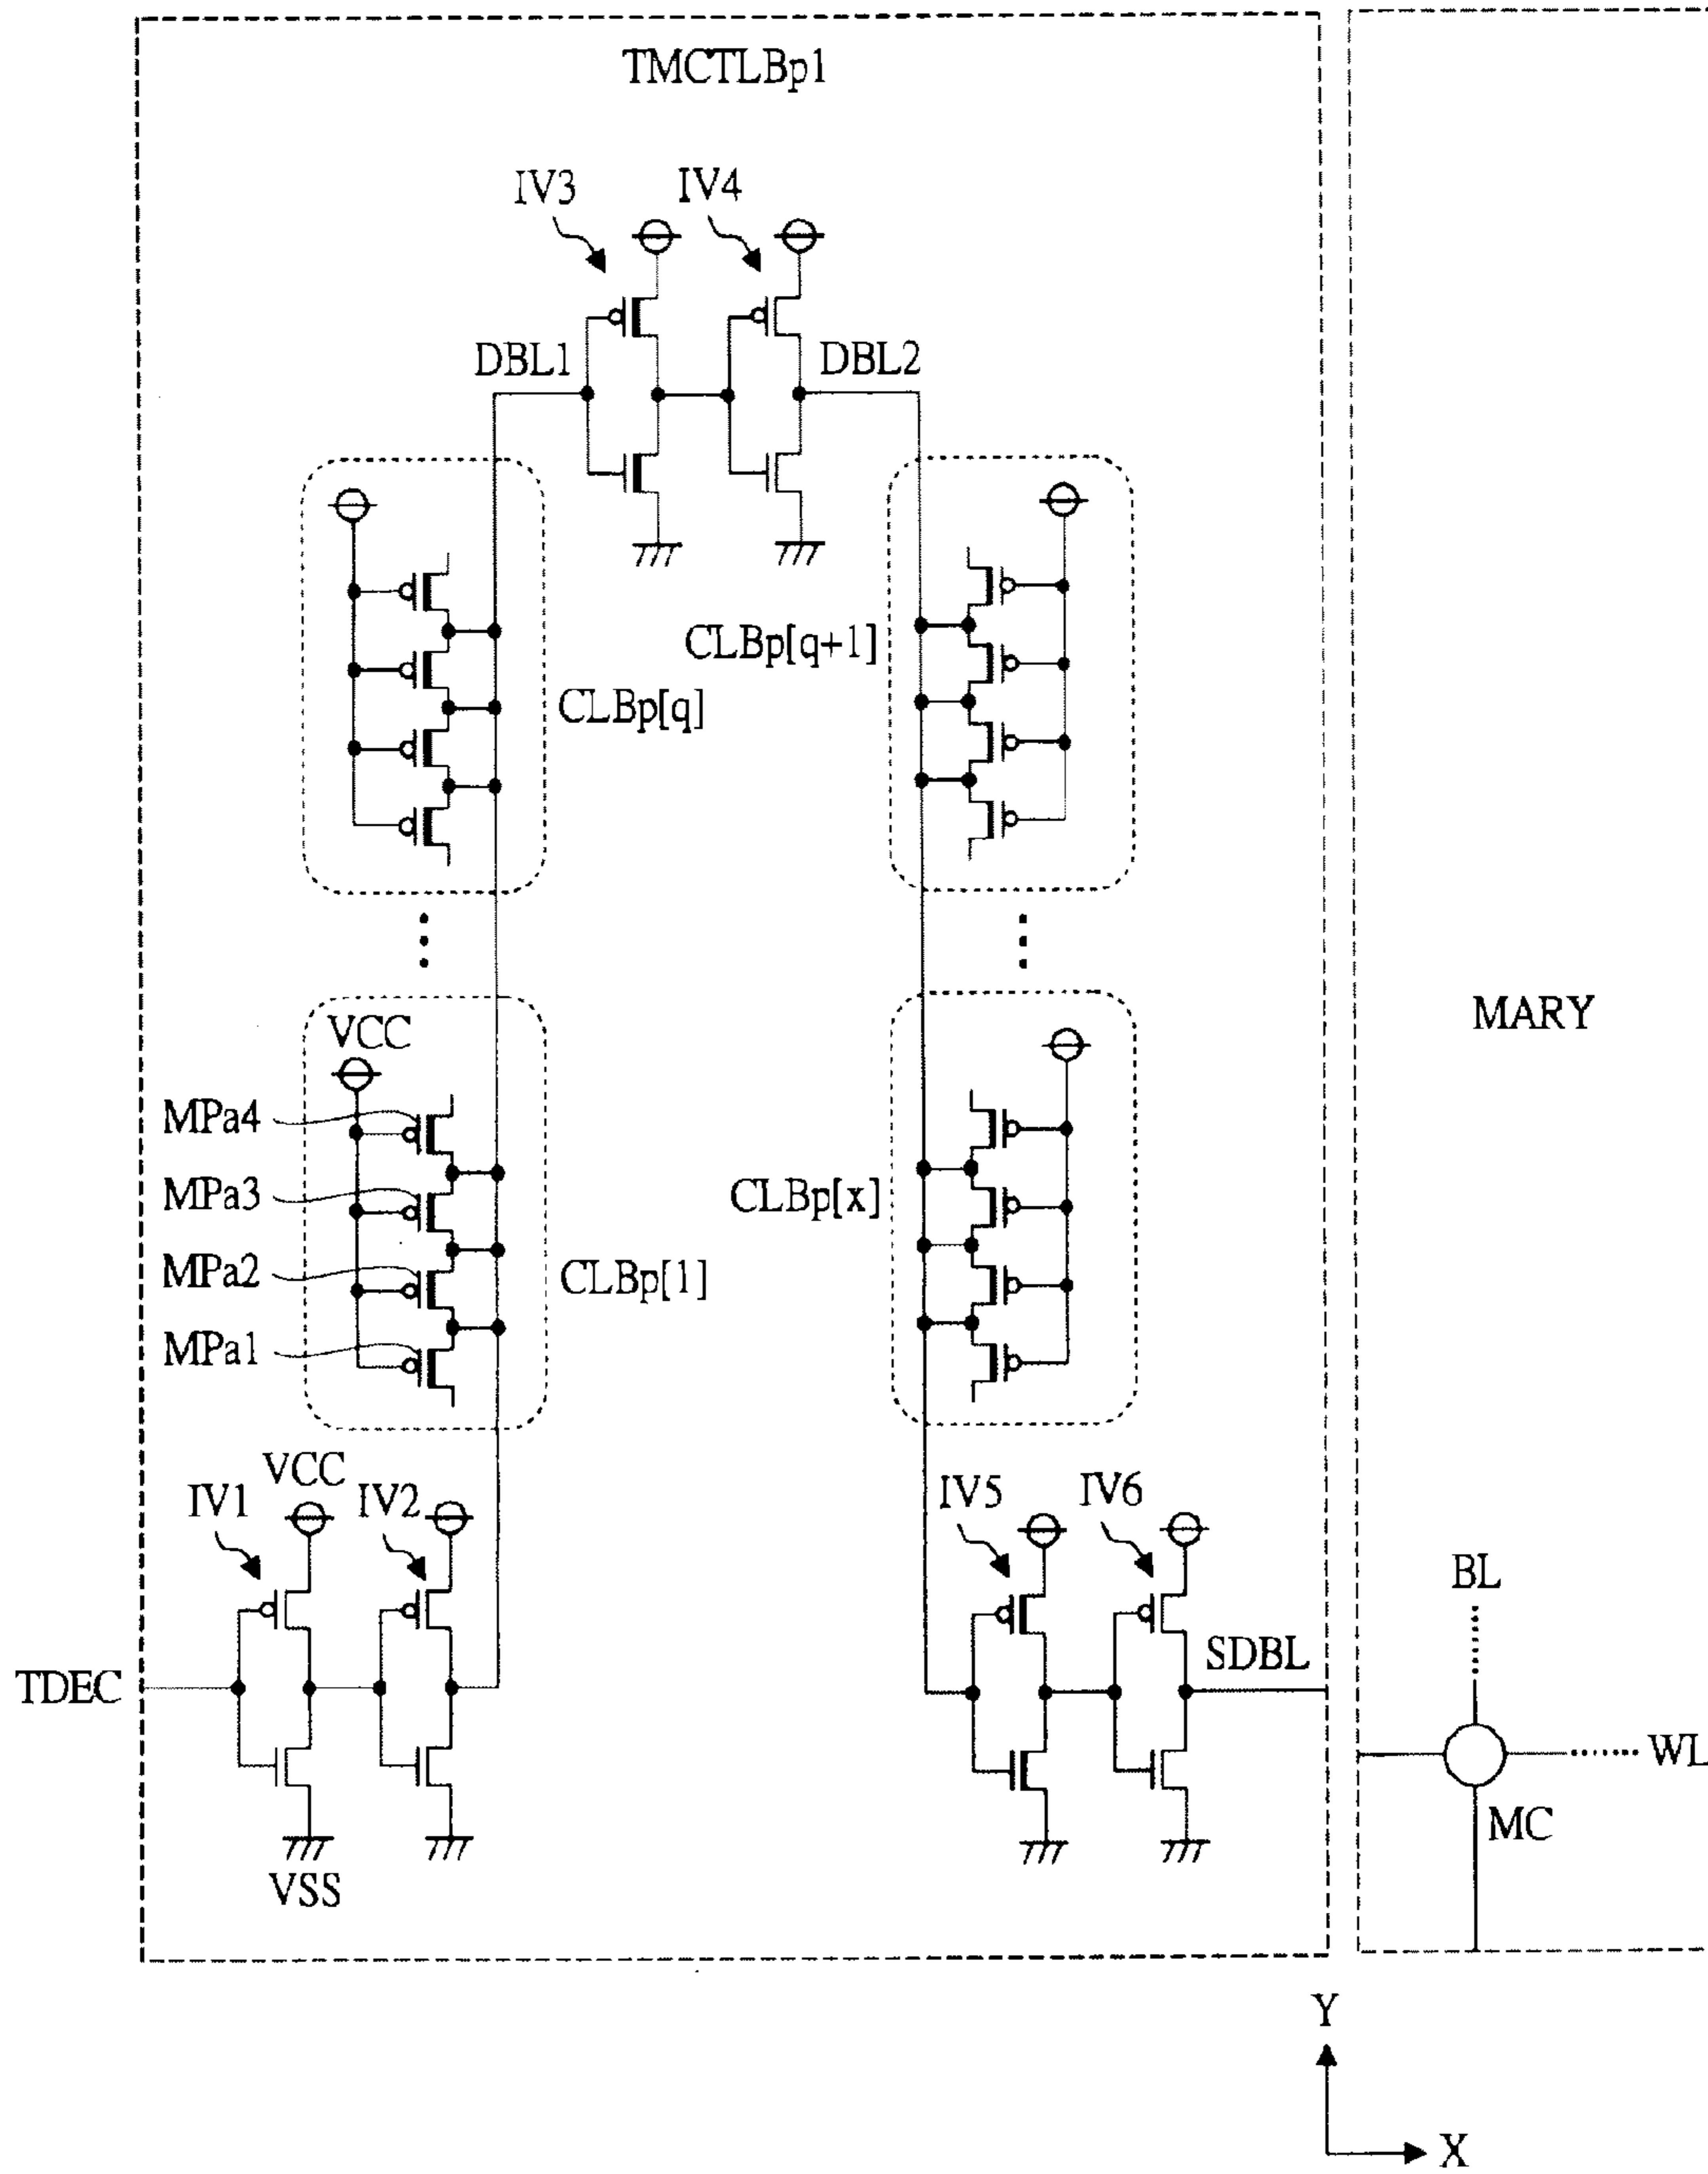 TMCTLBp1
IV3
IV4
DBL1
DBL2
CLBp[q+1]
CLBp[q]
MARY
VCC
MPa4
MPa3
CLBp[x]
MPa2
CLBp[1]
MPa1
VCC
IV1
IV2
IV5
IV6
BL
SDBL
TDEC
WL
MC
VSS
Y
X